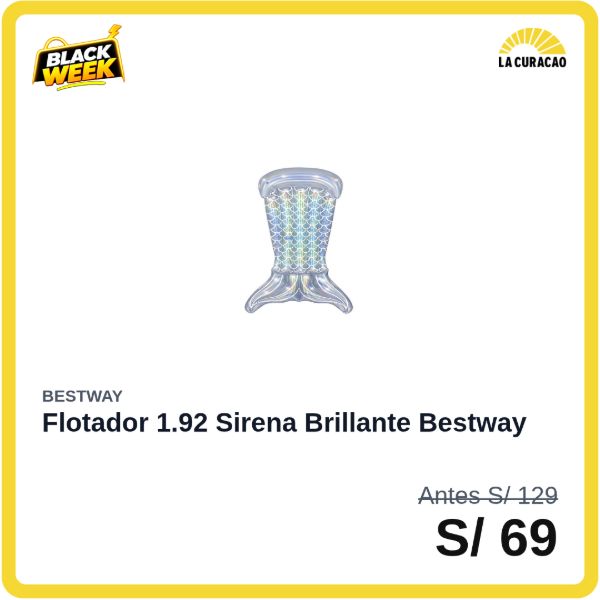 BLACK
WEEK
LA CURACAO
BESTWAY
Flotador 1.92 Sirena Brillante Bestway
Antes S/ 129
S/ 69